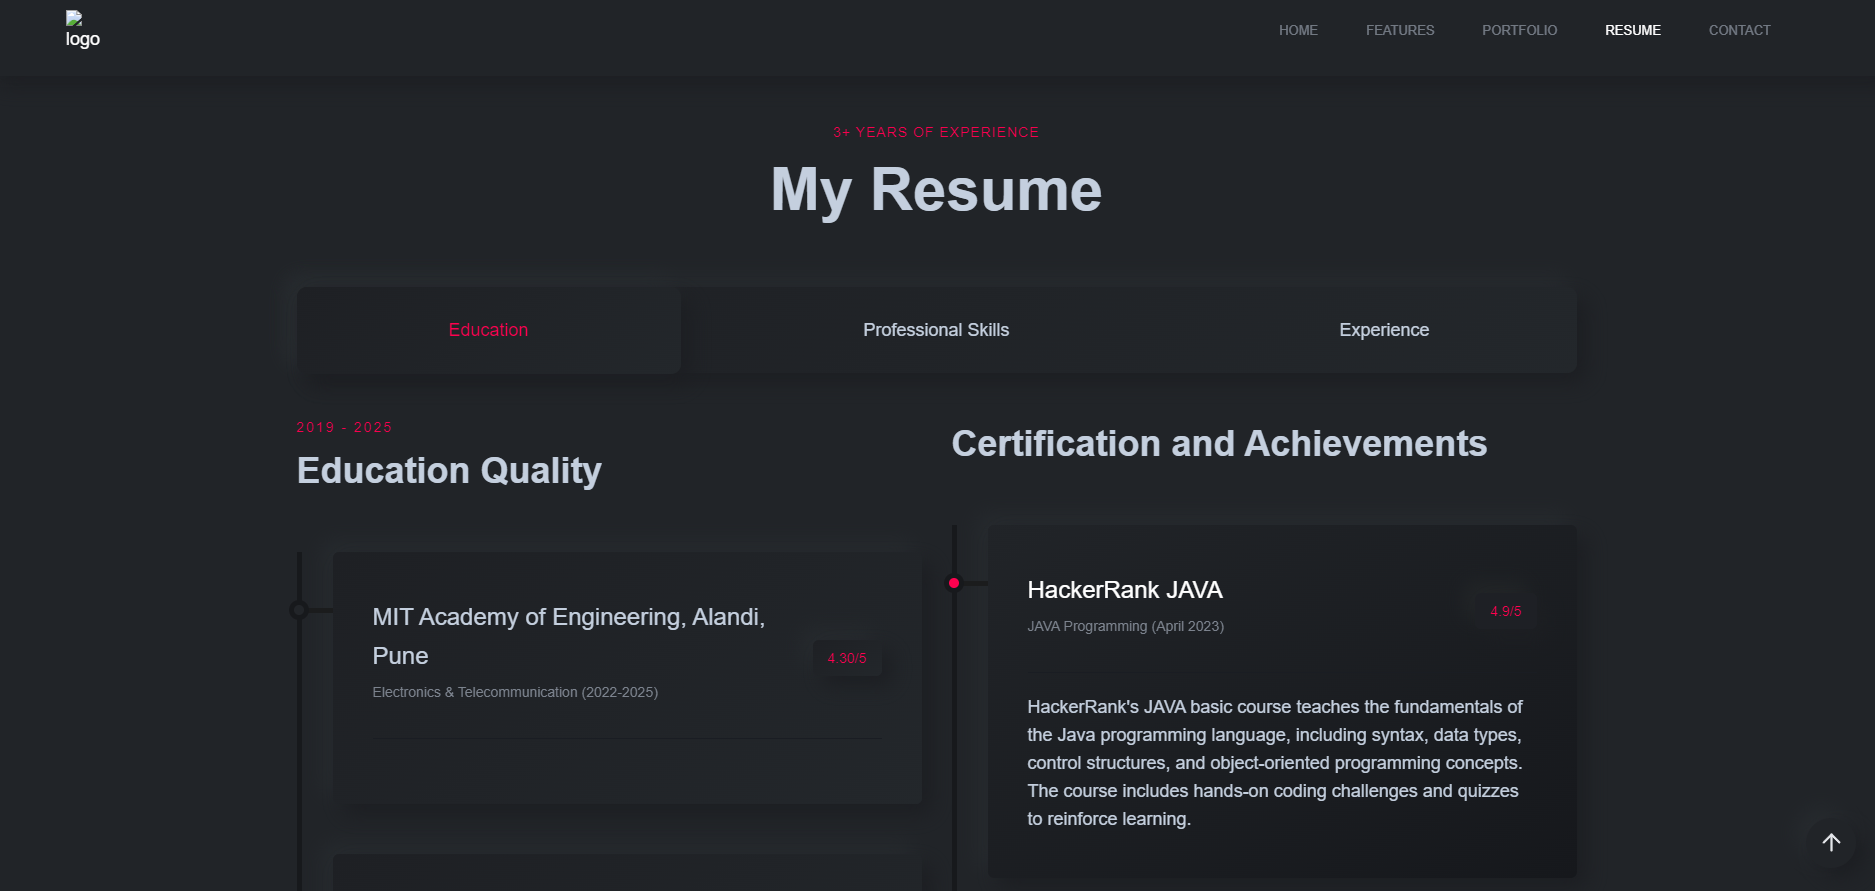 logo
HOME
FEATURES
PORTFOLIO
RESUME
CONTACT
3+ YEARS OF EXPERIENCE
My Resume
Education
Professional Skills
Experience
2019 - 2025
Education Quality
MIT Academy of Engineering, Alandi,
Pune
Electronics & Telecommunication (2022-2025)
4.30/5
Certification and Achievements
HackerRank JAVA
JAVA Programming (April 2023)
4.9/5
HackerRank's JAVA basic course teaches the fundamentals of
the Java programming language, including syntax, data types,
control structures, and object-oriented programming concepts.
The course includes hands-on coding challenges and quizzes
to reinforce learning.